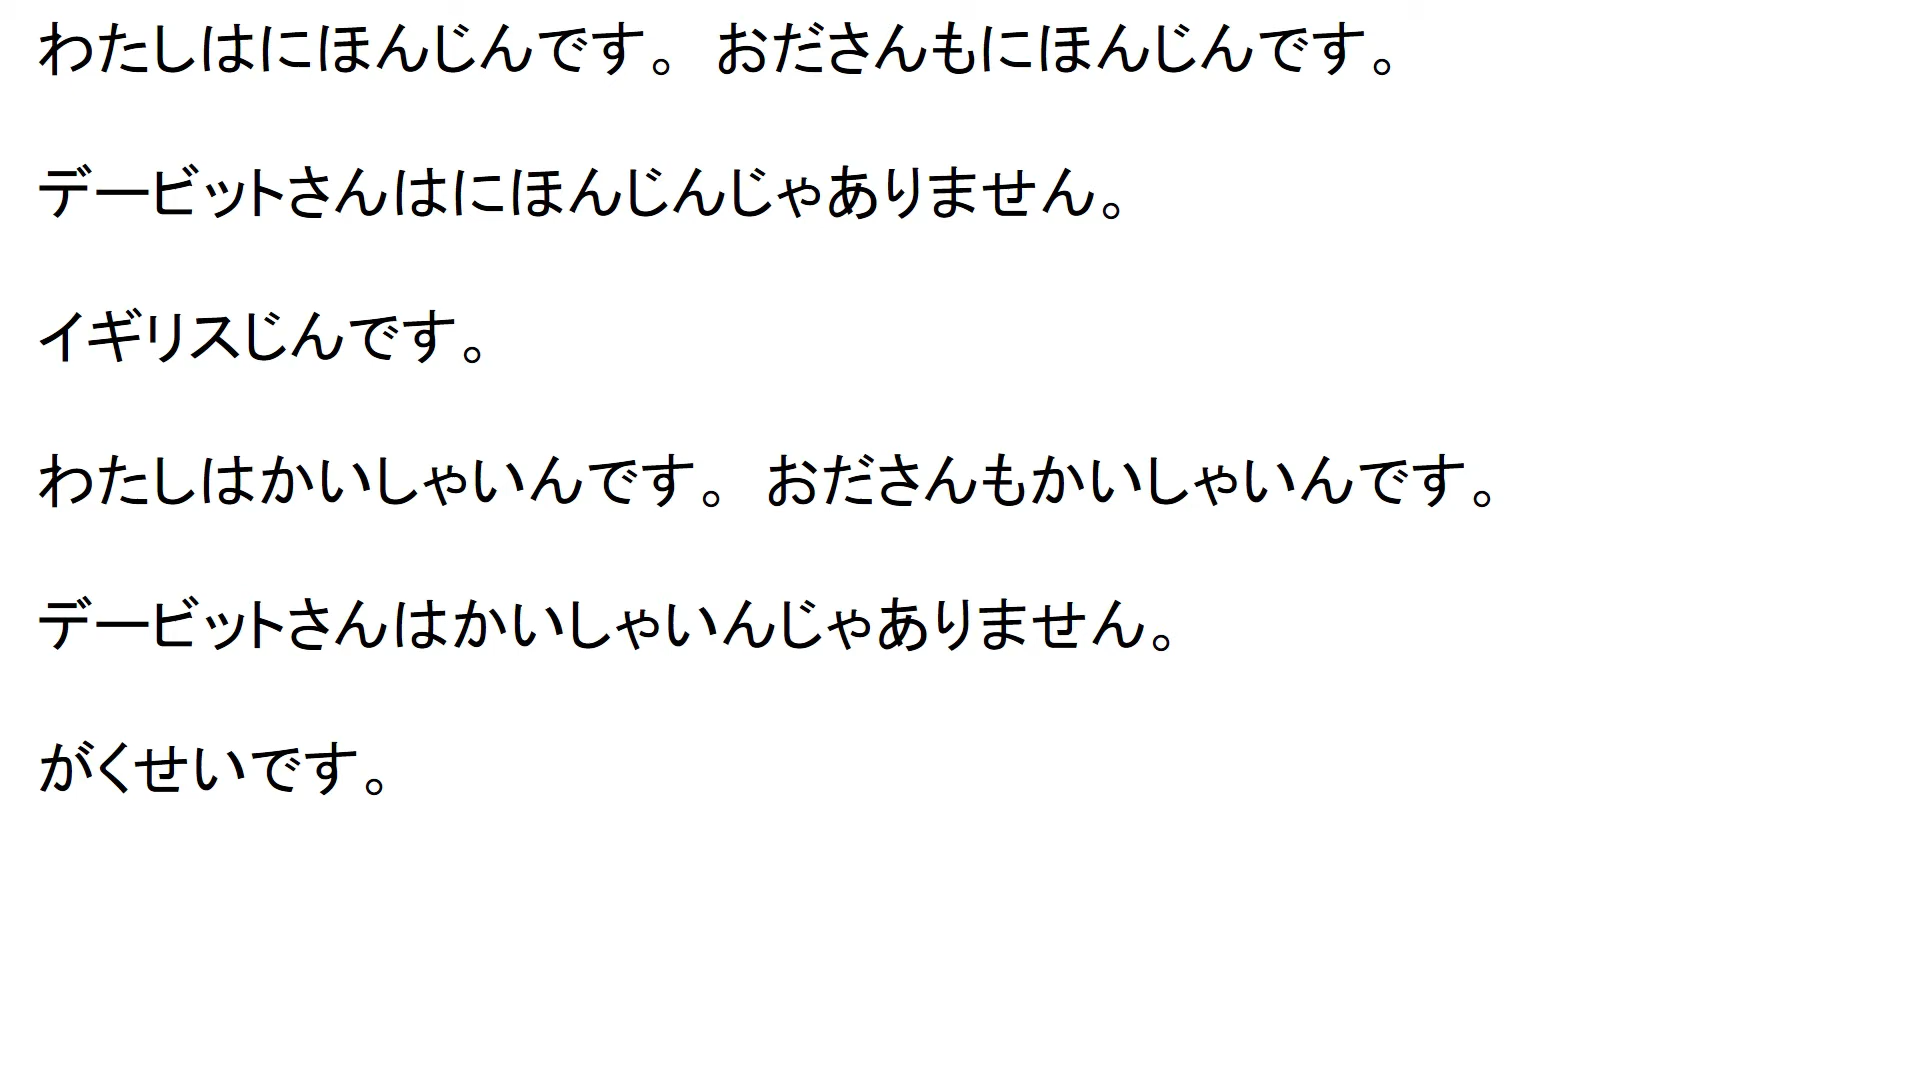 わたしはにほんじんです。 おださんもにほんじんです。
デービットさんはにほんじんじゃありません。
イギリスじんです。
わたしはかいしゃいんです。 おださんもかいしゃいんです。
デービットさんはかいしゃいんじゃありません。
がくせいです。